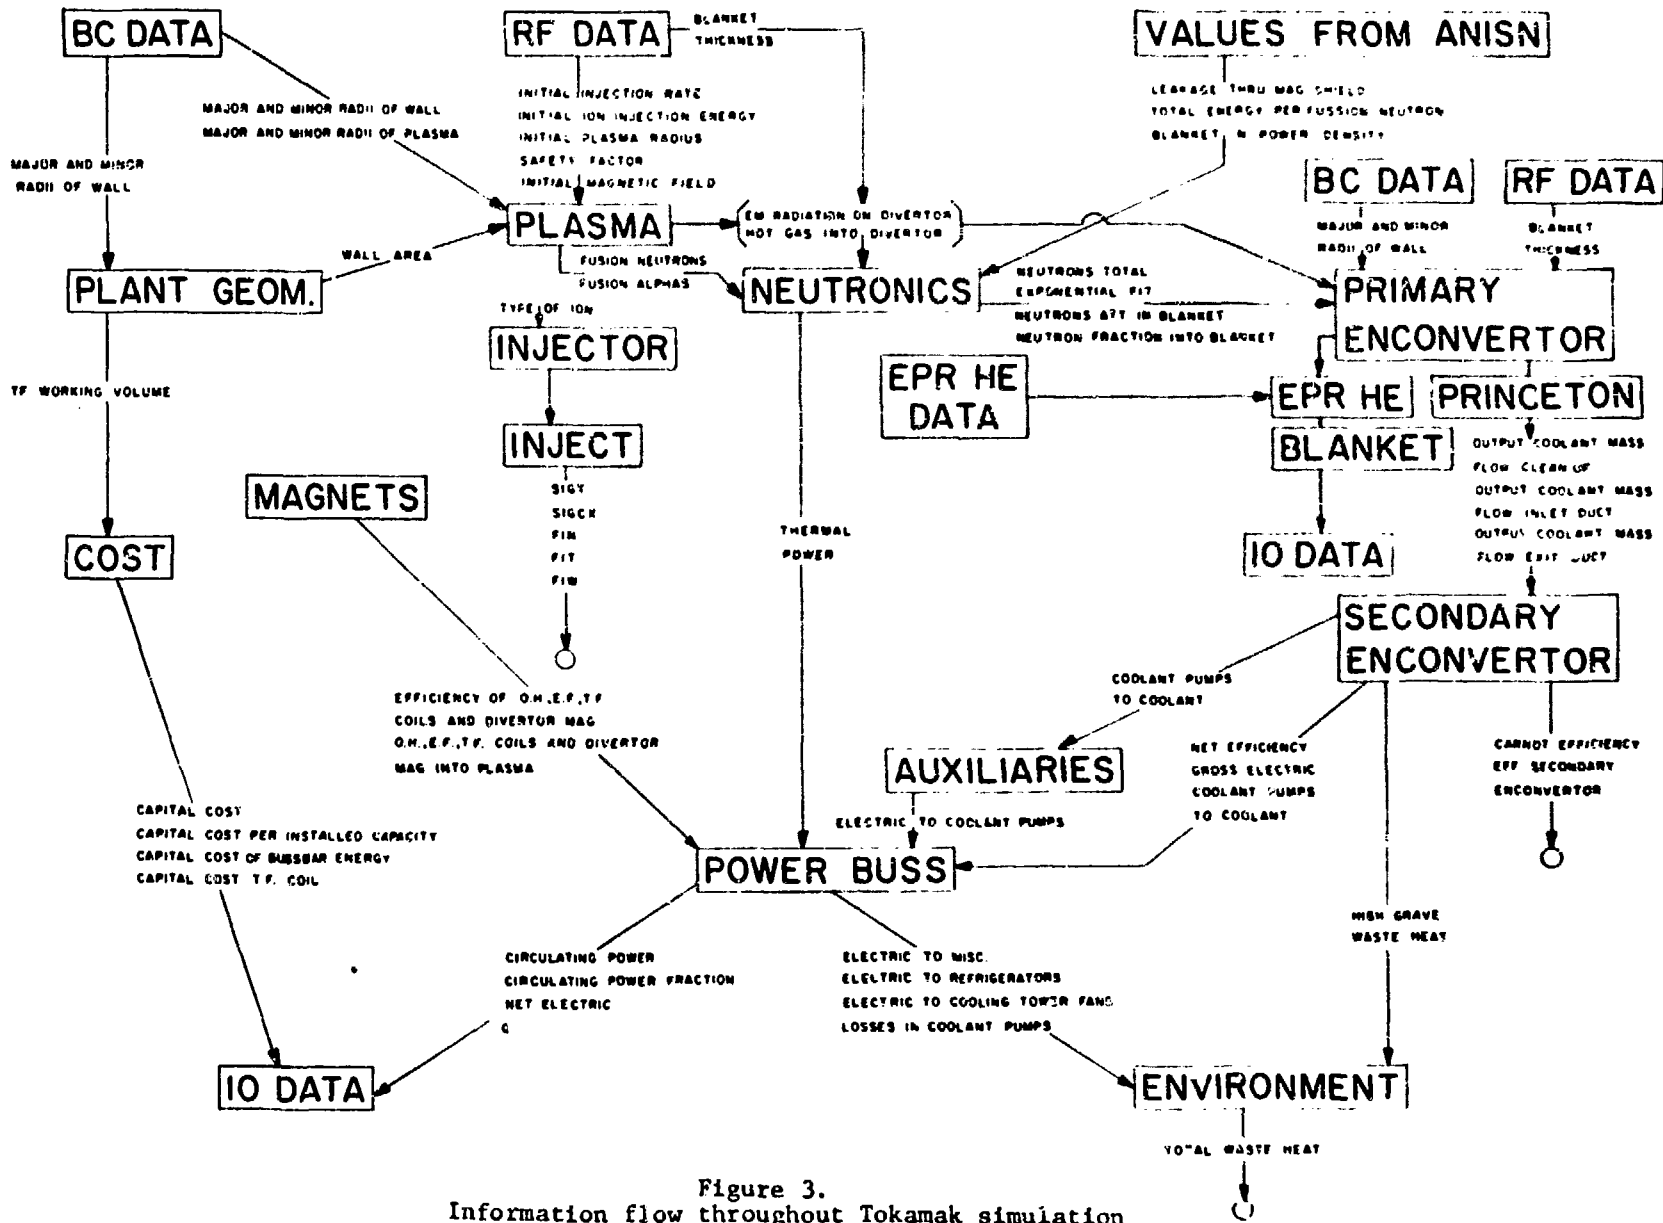 BC DATA
RF DATA
BLANKET
THICKNESS
VALUES FROM ANISN
MAJOR AND MINOR RADII OF WALL
MAJOR AND MINOR RADII OF PLASMA
INITIAL INJECTION RATE
INITIAL ION INJECTION ENERGY
INITIAL PLASMA RADIUS
SAFETY FACTOR
INITIAL MAGNETIC FIELD
LEAKAGE THRU MAG SHIELD
TOTAL ENERGY PER FUSSION NEUTRON
BLANKET N POWER DENSITY
MAJOR AND MINOR
RADII OF WALL
BC DATA
RF DATA
PLASMA
EM RADIATION ON DIVERTOR
HOT GAS INTO DIVERTOR
MAJOR AND MINOR
RADII OF WALL
BLANKET
THICKNESS
WALL AREA
FUSION NEUTRONS
FUSION ALPHAS
PLANT GEOM.
NEUTRONICS
NEUTRONS TOTAL
EXPONENTIAL FIT
NEUTRONS ATT IN BLANKET
NEUTRON FRACTION INTO BLANKET
PRIMARY
ENCONVERTOR
TYPE OF ION
INJECTOR
EPR HE
DATA
EPR HE
BLANKET
PRINCETON
TF WORKING VOLUME
INJECT
OUTPUT COOLANT MASS
FLOW CLEAN UP
OUTPUT COOLANT MASS
FLOW INLET DUCT
OUTPUT COOLANT MASS
FLOW EXIT DUCT
MAGNETS
SIGY
SIGCX
FIN
FIT
FIW
THERMAL
POWER
COST
IO DATA
SECONDARY
ENCONVERTOR
EFFICIENCY OF O.H.,E.F.,T.F
COILS AND DIVERTOR MAG
O.H.,E.F.,T.F. COILS AND DIVERTOR
MAG INTO PLASMA
COOLANT PUMPS
TO COOLANT
AUXILIARIES
NET EFFICIENCY
GROSS ELECTRIC
COOLANT PUMPS
TO COOLANT
CARNOT EFFICIENCY
EFF SECONDARY
ENCONVERTOR
CAPITAL COST
CAPITAL COST PER INSTALLED CAPACITY
CAPITAL COST OF BUSSBAR ENERGY
CAPITAL COST T.F. COIL
ELECTRIC TO COOLANT PUMPS
POWER BUSS
HIGH GRAVE
WASTE HEAT
CIRCULATING POWER
CIRCULATING POWER FRACTION
NET ELECTRIC
Q
ELECTRIC TO MISC.
ELECTRIC TO REFRIGERATORS
ELECTRIC TO COOLING TOWER FANS
LOSSES IN COOLANT PUMPS
IO DATA
ENVIRONMENT
TOTAL WASTE HEAT
Figure 3.
Information flow throughout Tokamak simulation